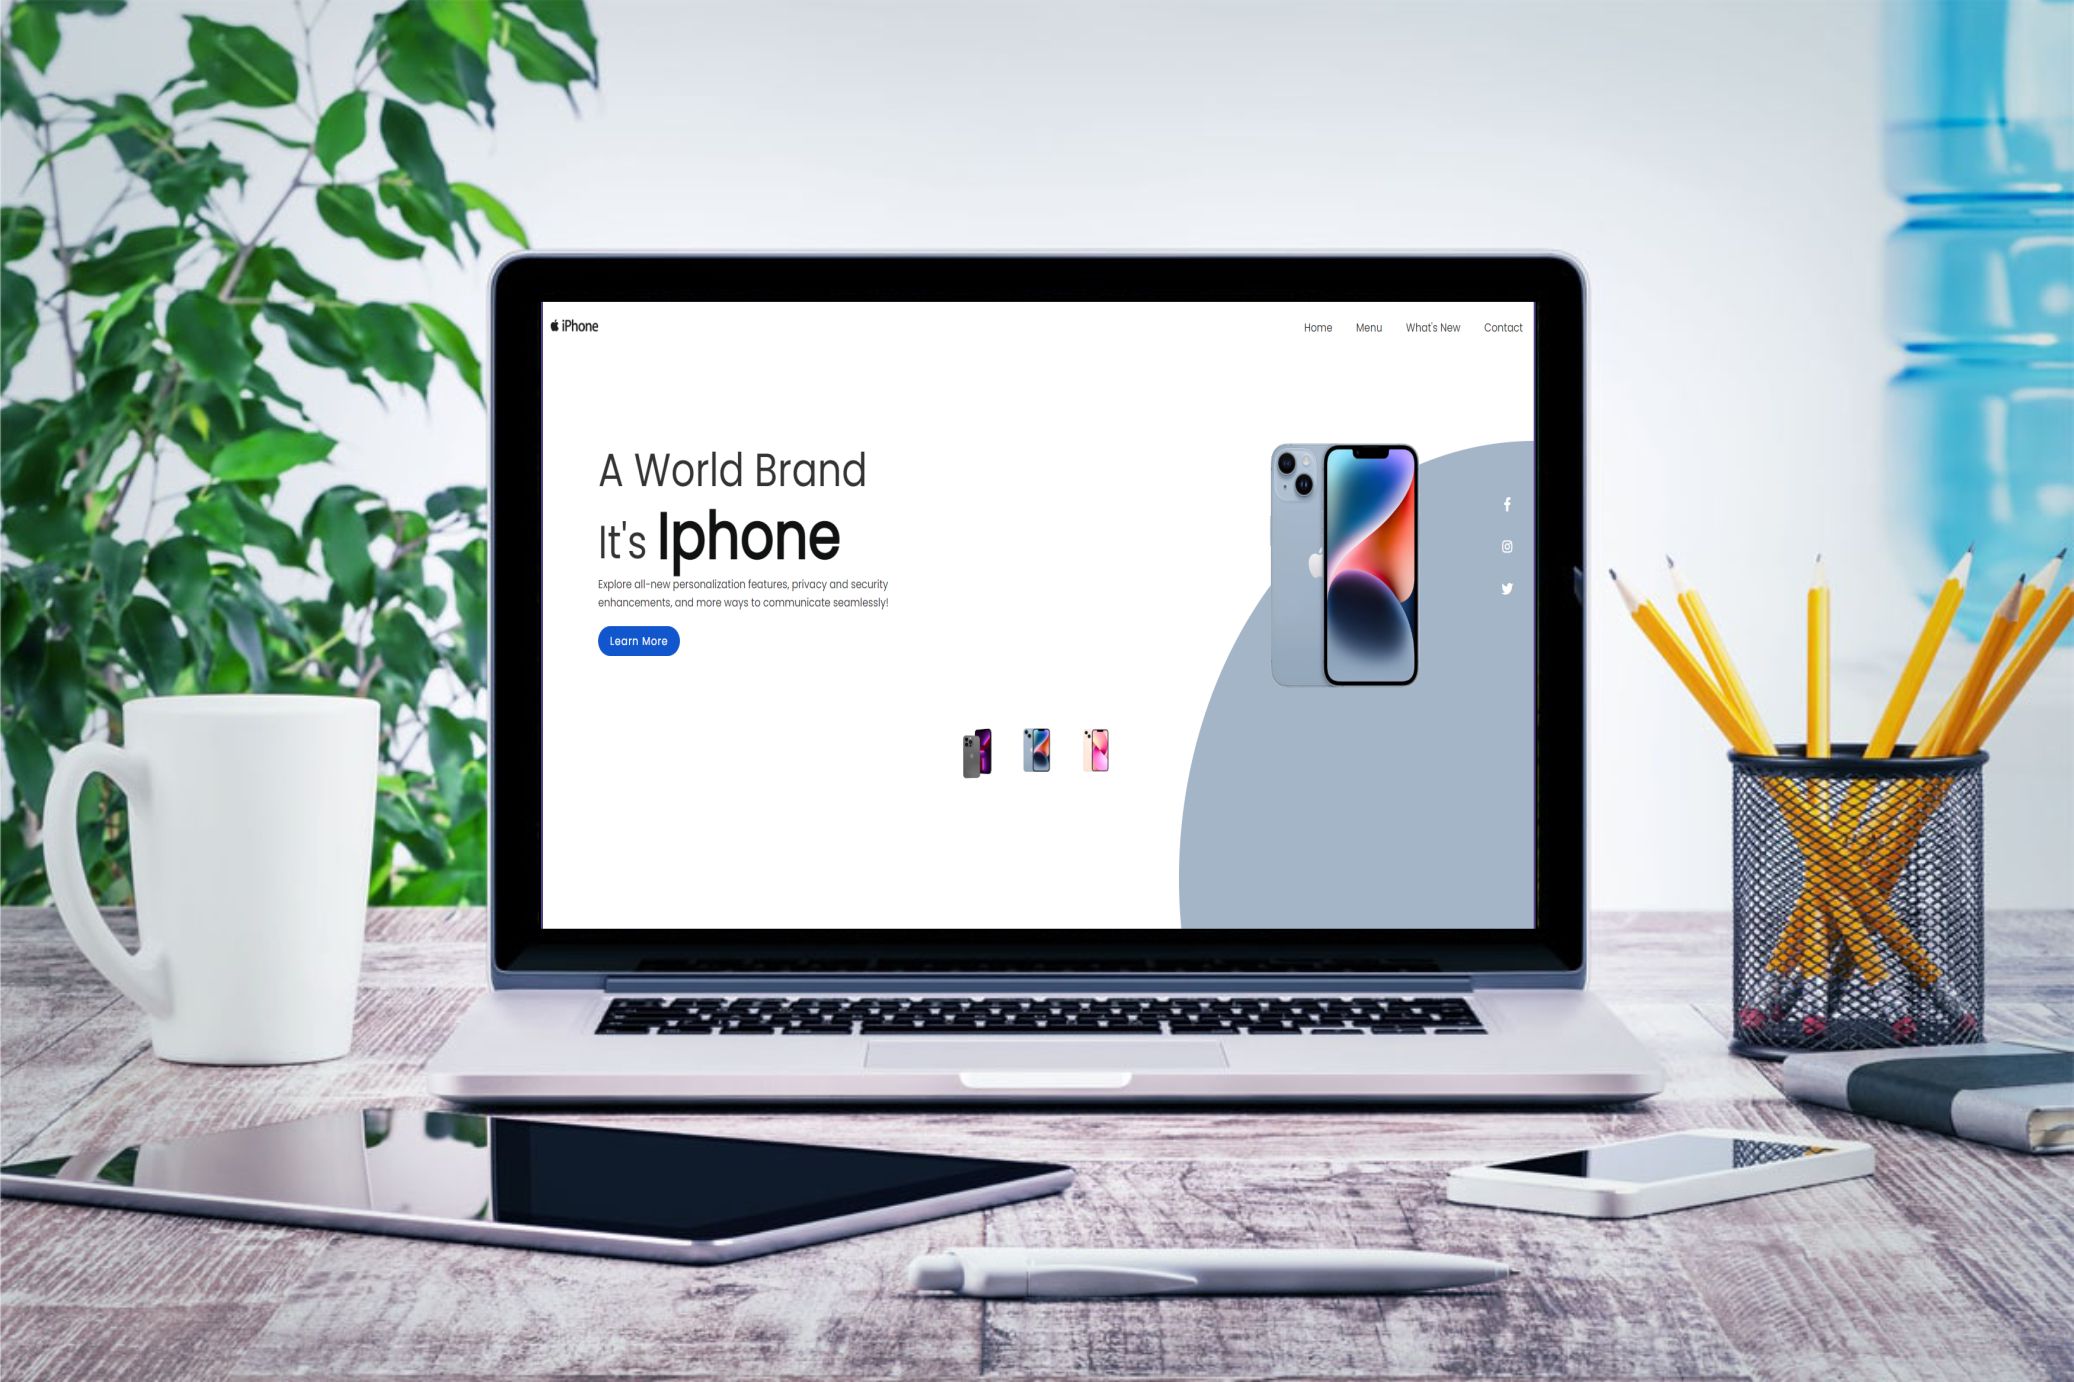 iPhone
Home Menu What's New Contact
A World Brand
It's Iphone
Explore all-new personalization features, privacy and security
enhancements, and more ways to communicate seamlessly!
Learn More